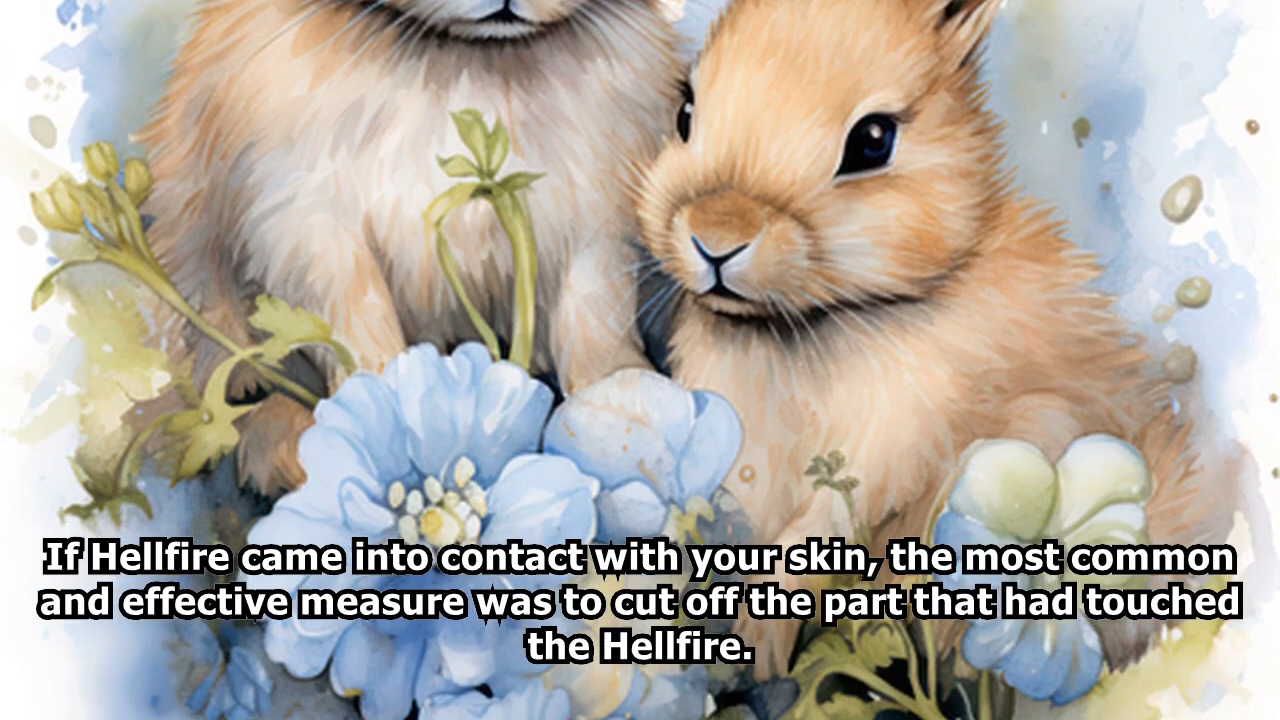 If Hellfire came into contact with your skin, the most common
and effective measure was to cut off the part that had touched
the Hellfire.